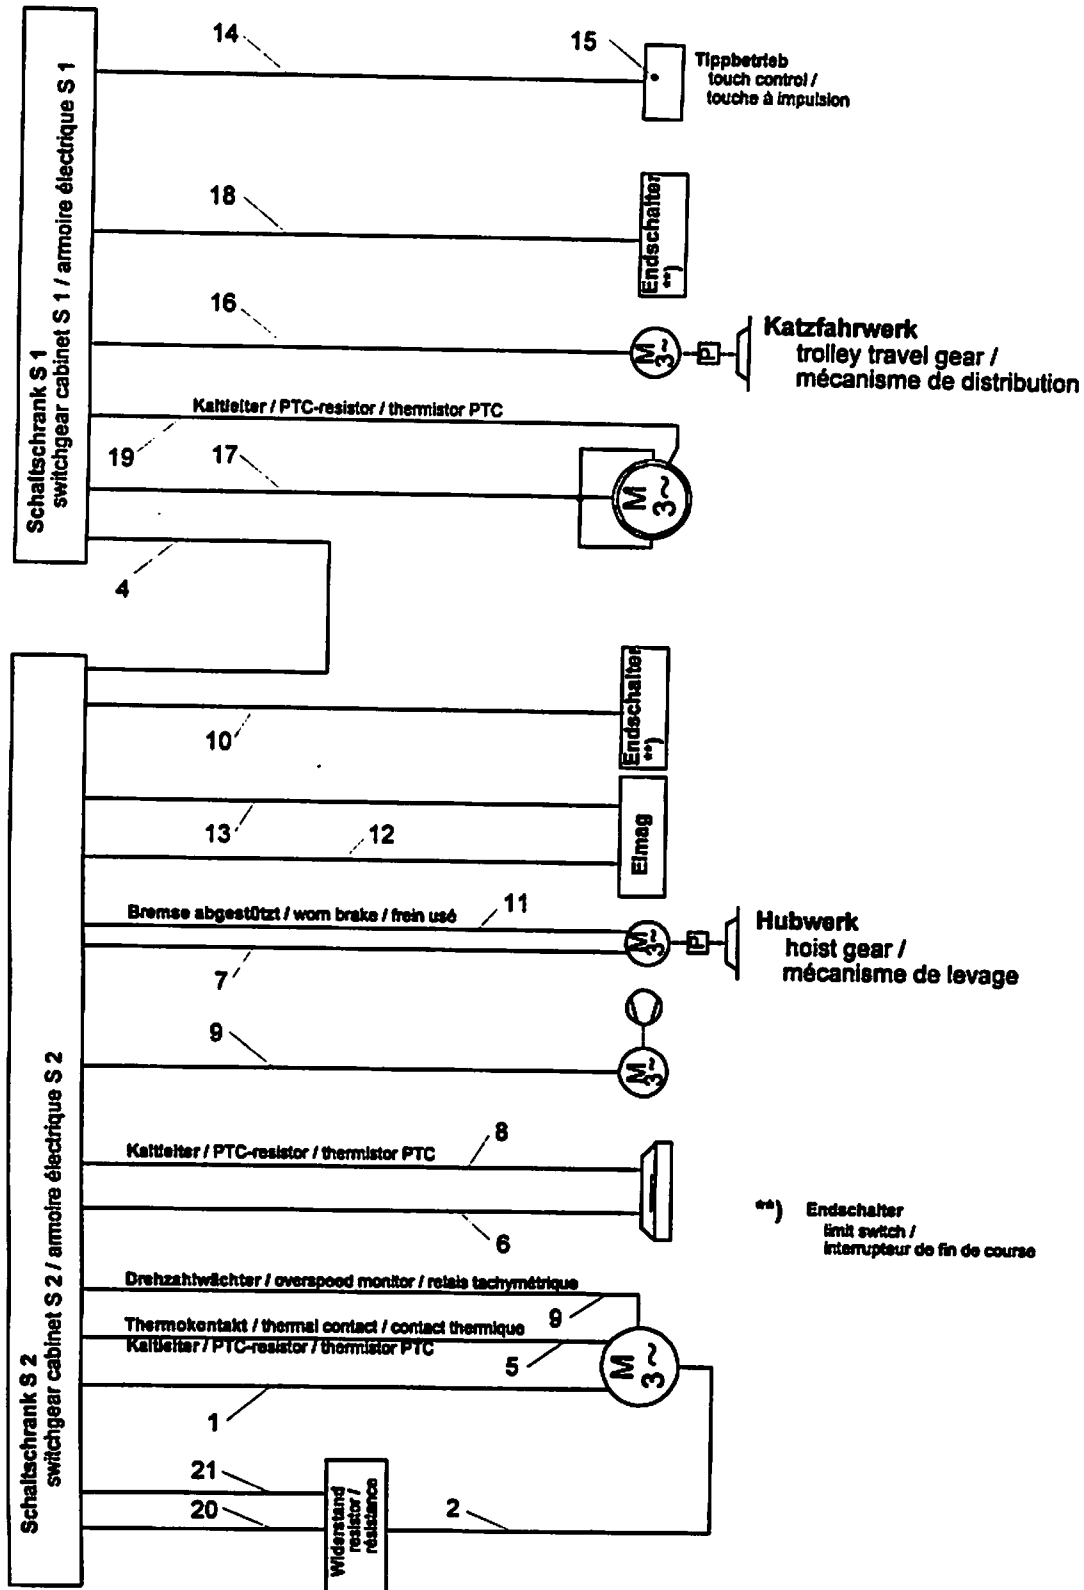 14
15
Tippbetrieb
touch control /
touche à impulsion
Schaltschrank S 1
switchgear cabinet S 1 / armoire électrique S 1
18
Endschalter
**)
16
M
3~
P
Katzfahrwerk
trolley travel gear /
mécanisme de distribution
Kaltleiter / PTC-resistor / thermistor PTC
19
17
M
3~
4
Schaltschrank S 2
switchgear cabinet S 2 / armoire électrique S 2
10
Endschalter
**)
13
12
Elmag
Bremse abgestützt / worn brake / frein usé
11
7
M
3~
P
Hubwerk
hoist gear /
mécanisme de levage
9
M
3~
Kaltleiter / PTC-resistor / thermistor PTC
8
6
**) Endschalter
limit switch /
interrupteur de fin de course
Drehzahlwächter / overspeed monitor / relais tachymétrique
9
Thermokontakt / thermal contact / contact thermique
Kaltleiter / PTC-resistor / thermistor PTC
5
M
3~
1
21
20
Widerstand
resistor /
résistance
2